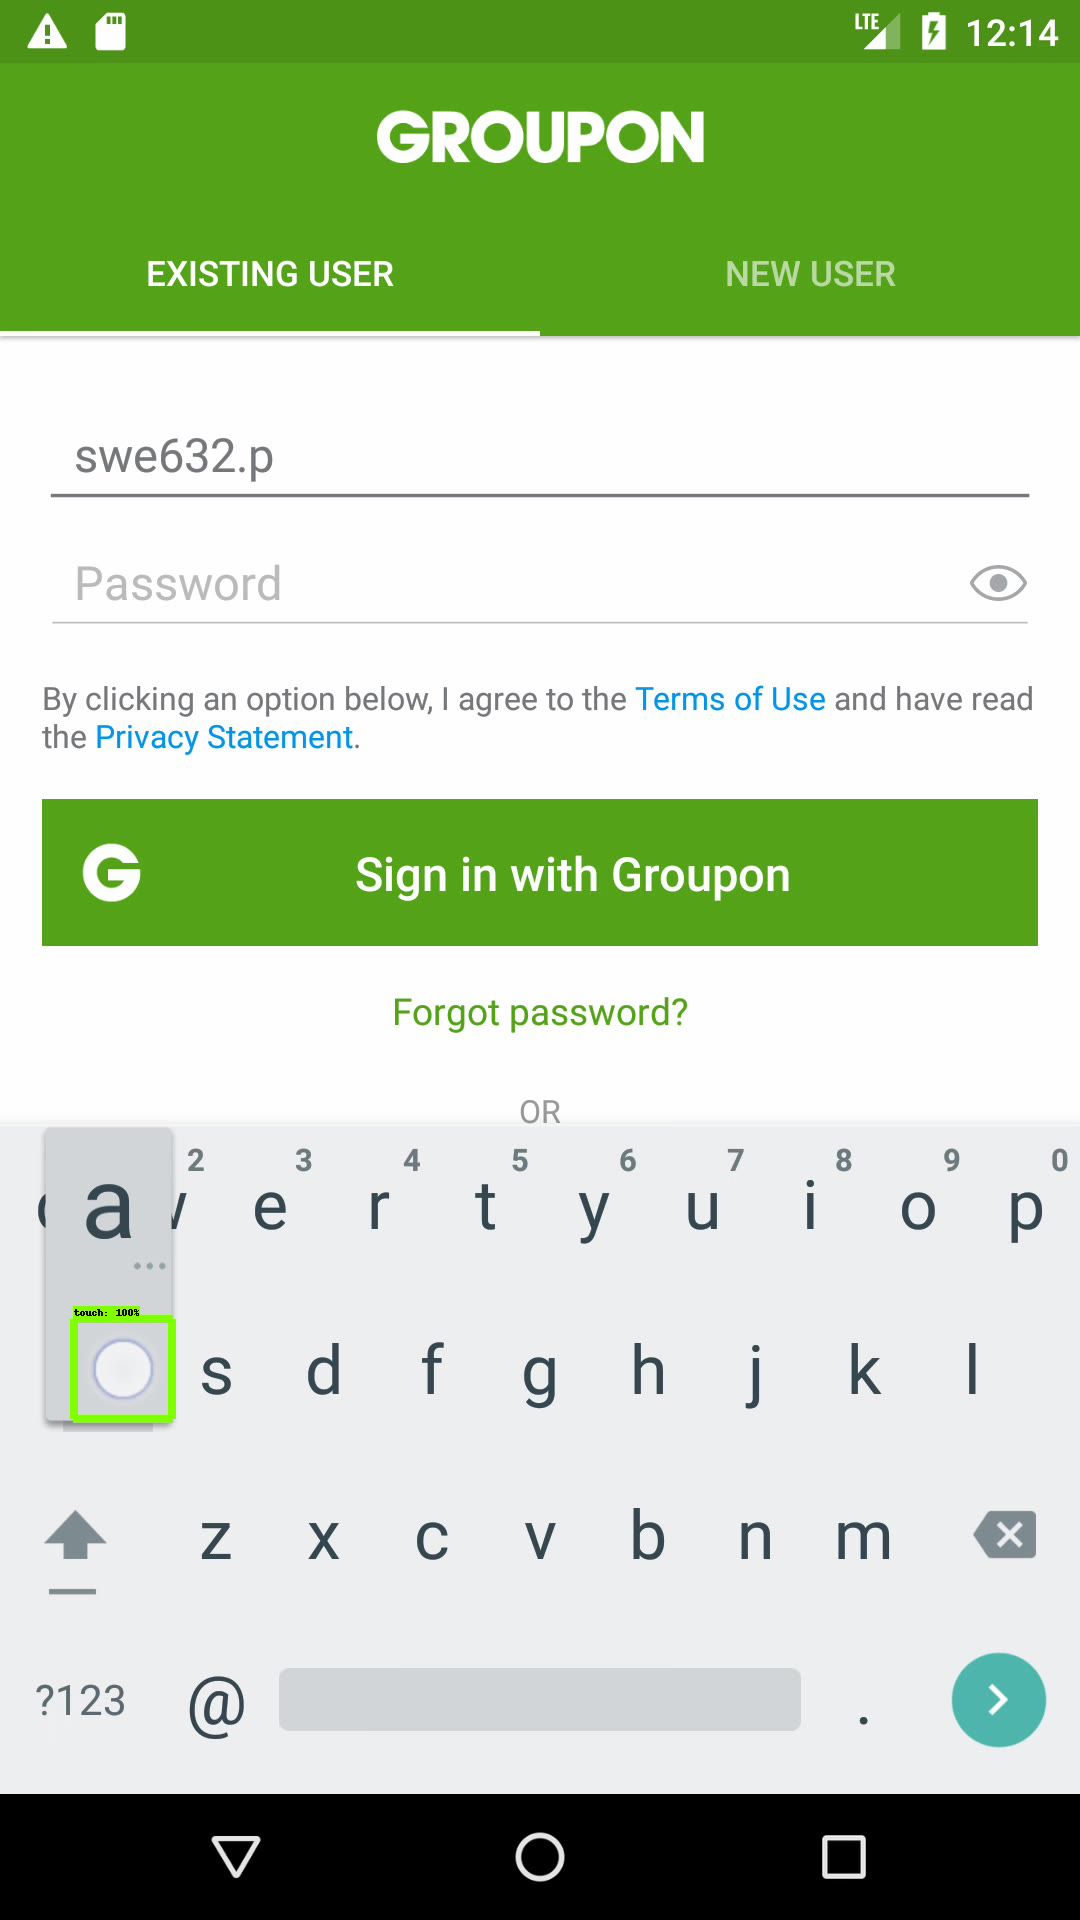 LTE 12:14
GROUPON
EXISTING USER NEW USER
swe632.p
Password
By clicking an option below, I agree to the Terms of Use and have read
the Privacy Statement.
G Sign in with Groupon
Forgot password?
OR
2 3 4 5 6 7 8 9 0
e r t y u i o p
a
touch: 100%
s d f g h j k l
z x c v b n m
?123 @ .